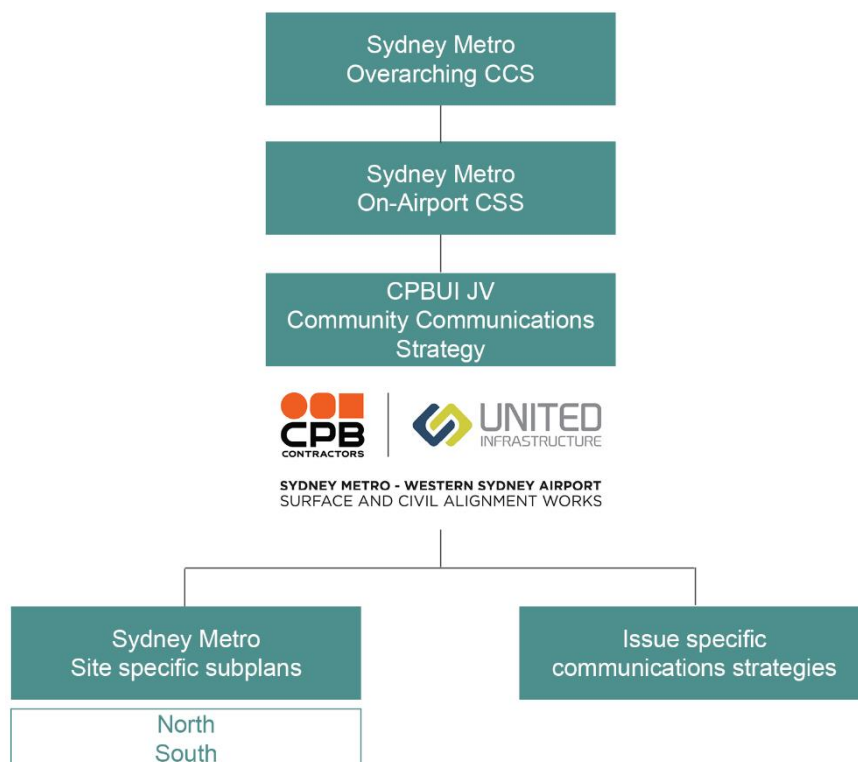 Sydney Metro
Overarching CCS
Sydney Metro
On-Airport CSS
CPBUI JV
Community Communications
Strategy
CPB
CONTRACTORS
UNITED
INFRASTRUCTURE
SYDNEY METRO - WESTERN SYDNEY AIRPORT
SURFACE AND CIVIL ALIGNMENT WORKS
Sydney Metro
Site specific subplans
North
South
Issue specific
communications strategies